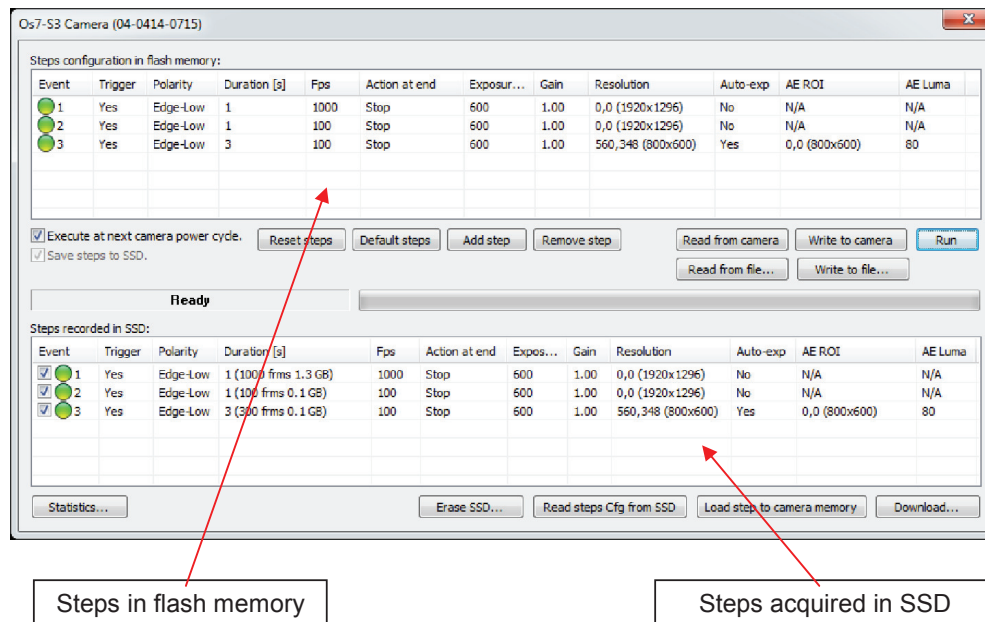 Os7-S3 Camera (04-0414-0715)
Steps configuration in flash memory:
Event Trigger Polarity Duration [s] Fps Action at end Exposur... Gain Resolution Auto-exp AE ROI AE Luma
1 Yes Edge-Low 1 1000 Stop 600 1.00 0,0 (1920x1296) No N/A N/A
2 Yes Edge-Low 1 100 Stop 600 1.00 0,0 (1920x1296) No N/A N/A
3 Yes Edge-Low 3 100 Stop 600 1.00 560,348 (800x600) Yes 0,0 (800x600) 80
Execute at next camera power cycle. Reset steps Default steps Add step Remove step Read from camera Write to camera Run
Save steps to SSD. Read from file... Write to file...
Ready
Steps recorded in SSD:
Event Trigger Polarity Duration [s] Fps Action at end Expos... Gain Resolution Auto-exp AE ROI AE Luma
1 Yes Edge-Low 1 (1000 frms 1.3 GB) 1000 Stop 600 1.00 0,0 (1920x1296) No N/A N/A
2 Yes Edge-Low 1 (100 frms 0.1 GB) 100 Stop 600 1.00 0,0 (1920x1296) No N/A N/A
3 Yes Edge-Low 3 (300 frms 0.1 GB) 100 Stop 600 1.00 560,348 (800x600) Yes 0,0 (800x600) 80
Statistics... Erase SSD... Read steps Cfg from SSD Load step to camera memory Download...
Steps in flash memory Steps acquired in SSD